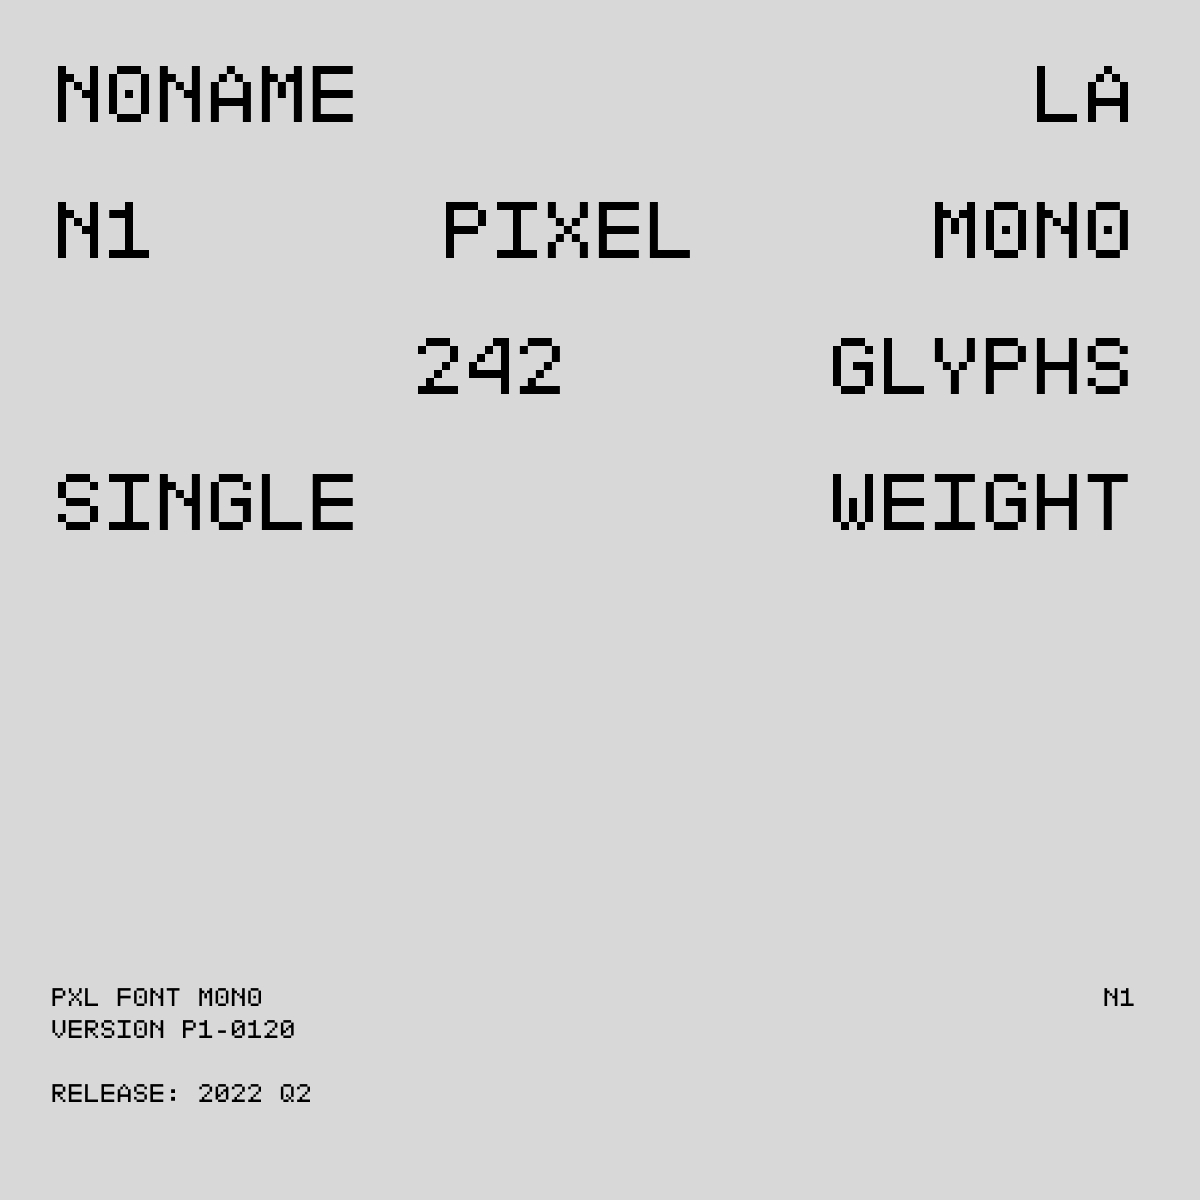 N0NAME LA
N1 PIXEL M0N0
242 GLYPHS
SINGLE WEIGHT
PXL F0NT M0N0 N1
VERSI0N P1-0120
RELEASE: 2022 Q2